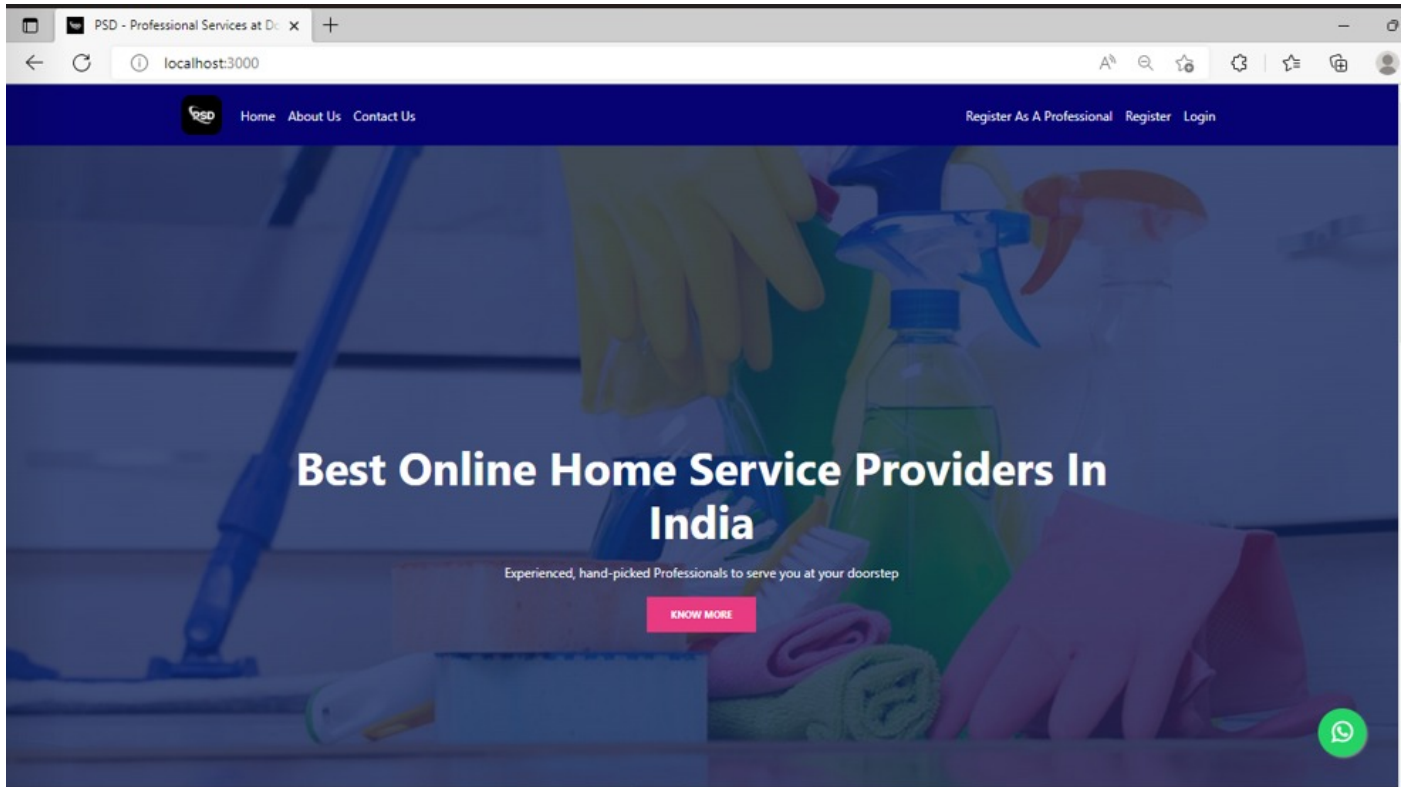 PSD - Professional Services at Do
localhost:3000
PSD Home About Us Contact Us Register As A Professional Register Login
Best Online Home Service Providers In
India
Experienced, hand-picked Professionals to serve you at your doorstep
KNOW MORE